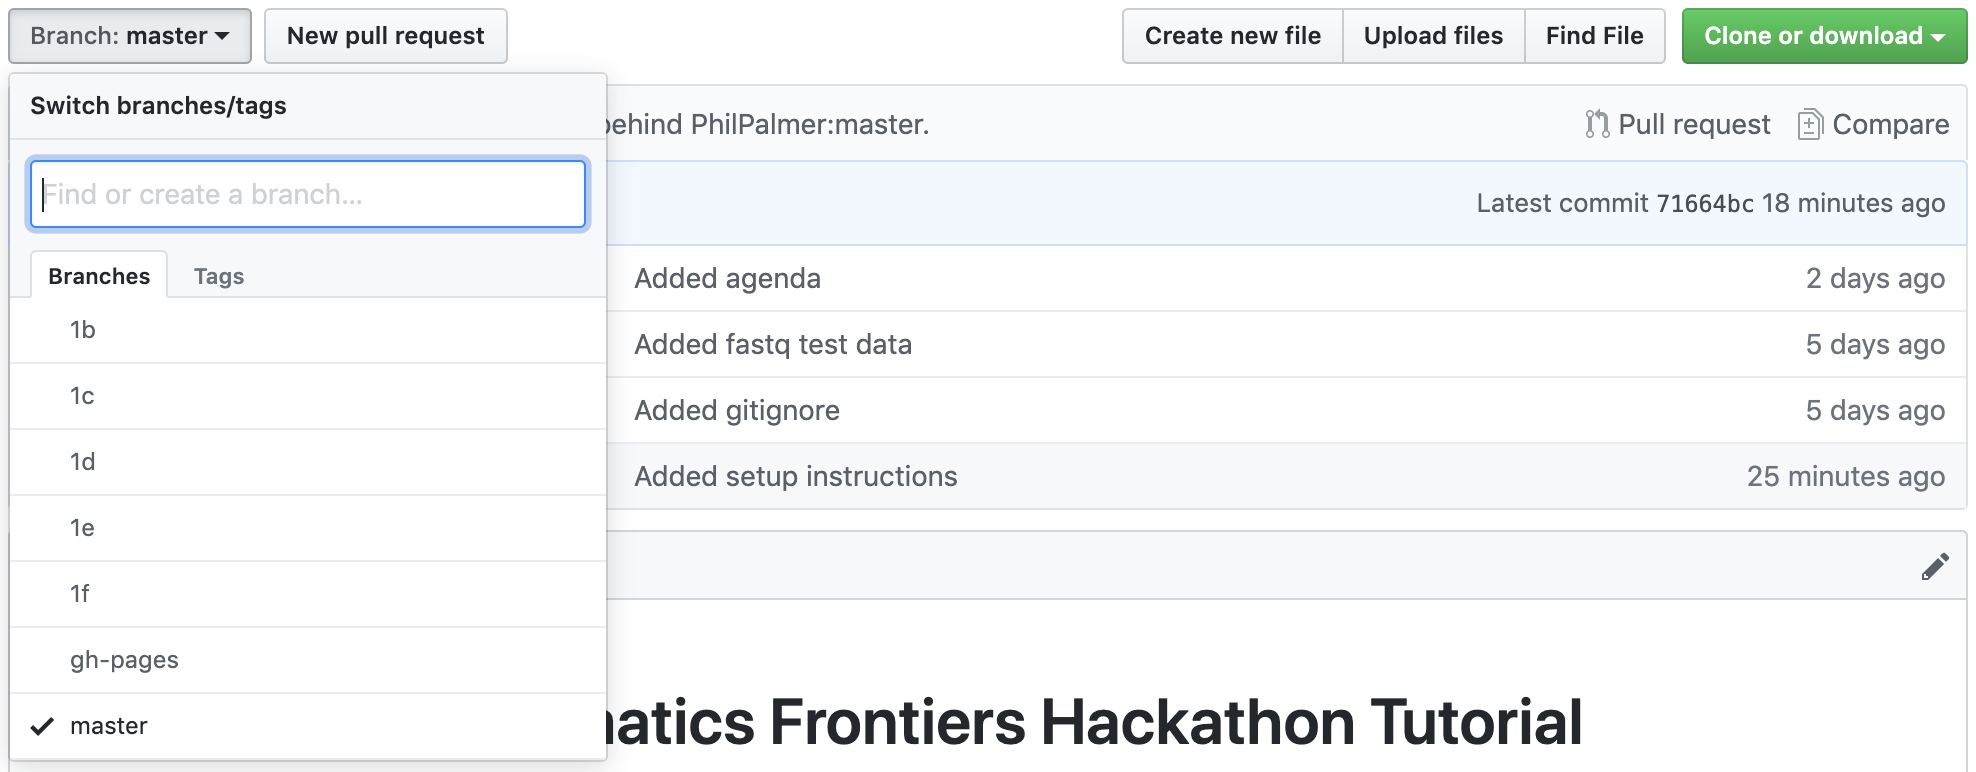 Branch: master
New pull request
Create new file
Upload files
Find File
Clone or download
Switch branches/tags
behind PhilPalmer:master.
Pull request
Compare
Find or create a branch...
Latest commit 71664bc 18 minutes ago
Branches
Tags
Added agenda
2 days ago
1b
Added fastq test data
5 days ago
1c
Added gitignore
5 days ago
1d
Added setup instructions
25 minutes ago
1e
1f
gh-pages
master
Frontiers Hackathon Tutorial